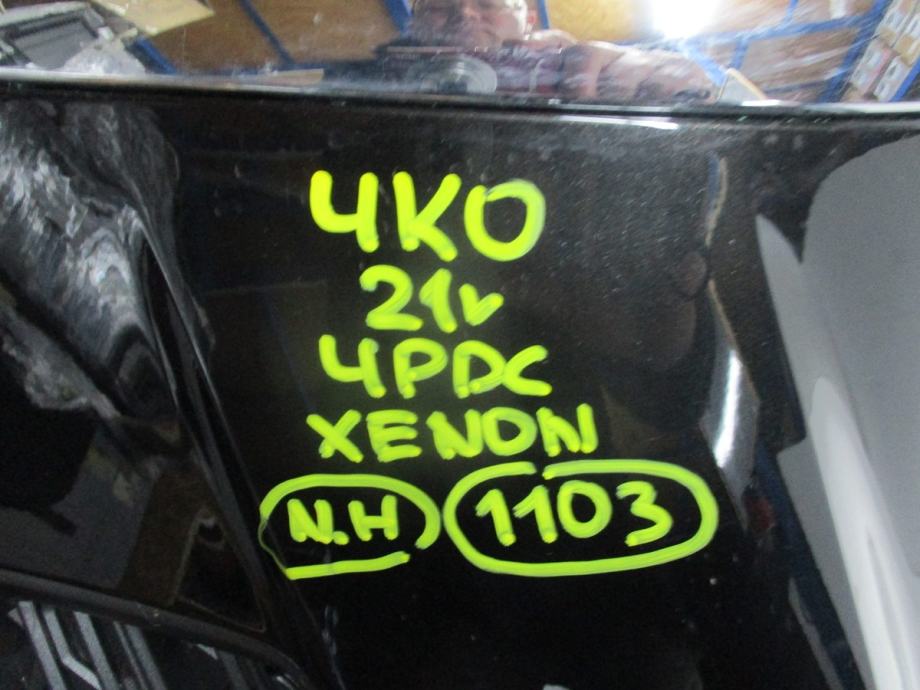 4KO
21v
4PDC
XENON
N.H 1103